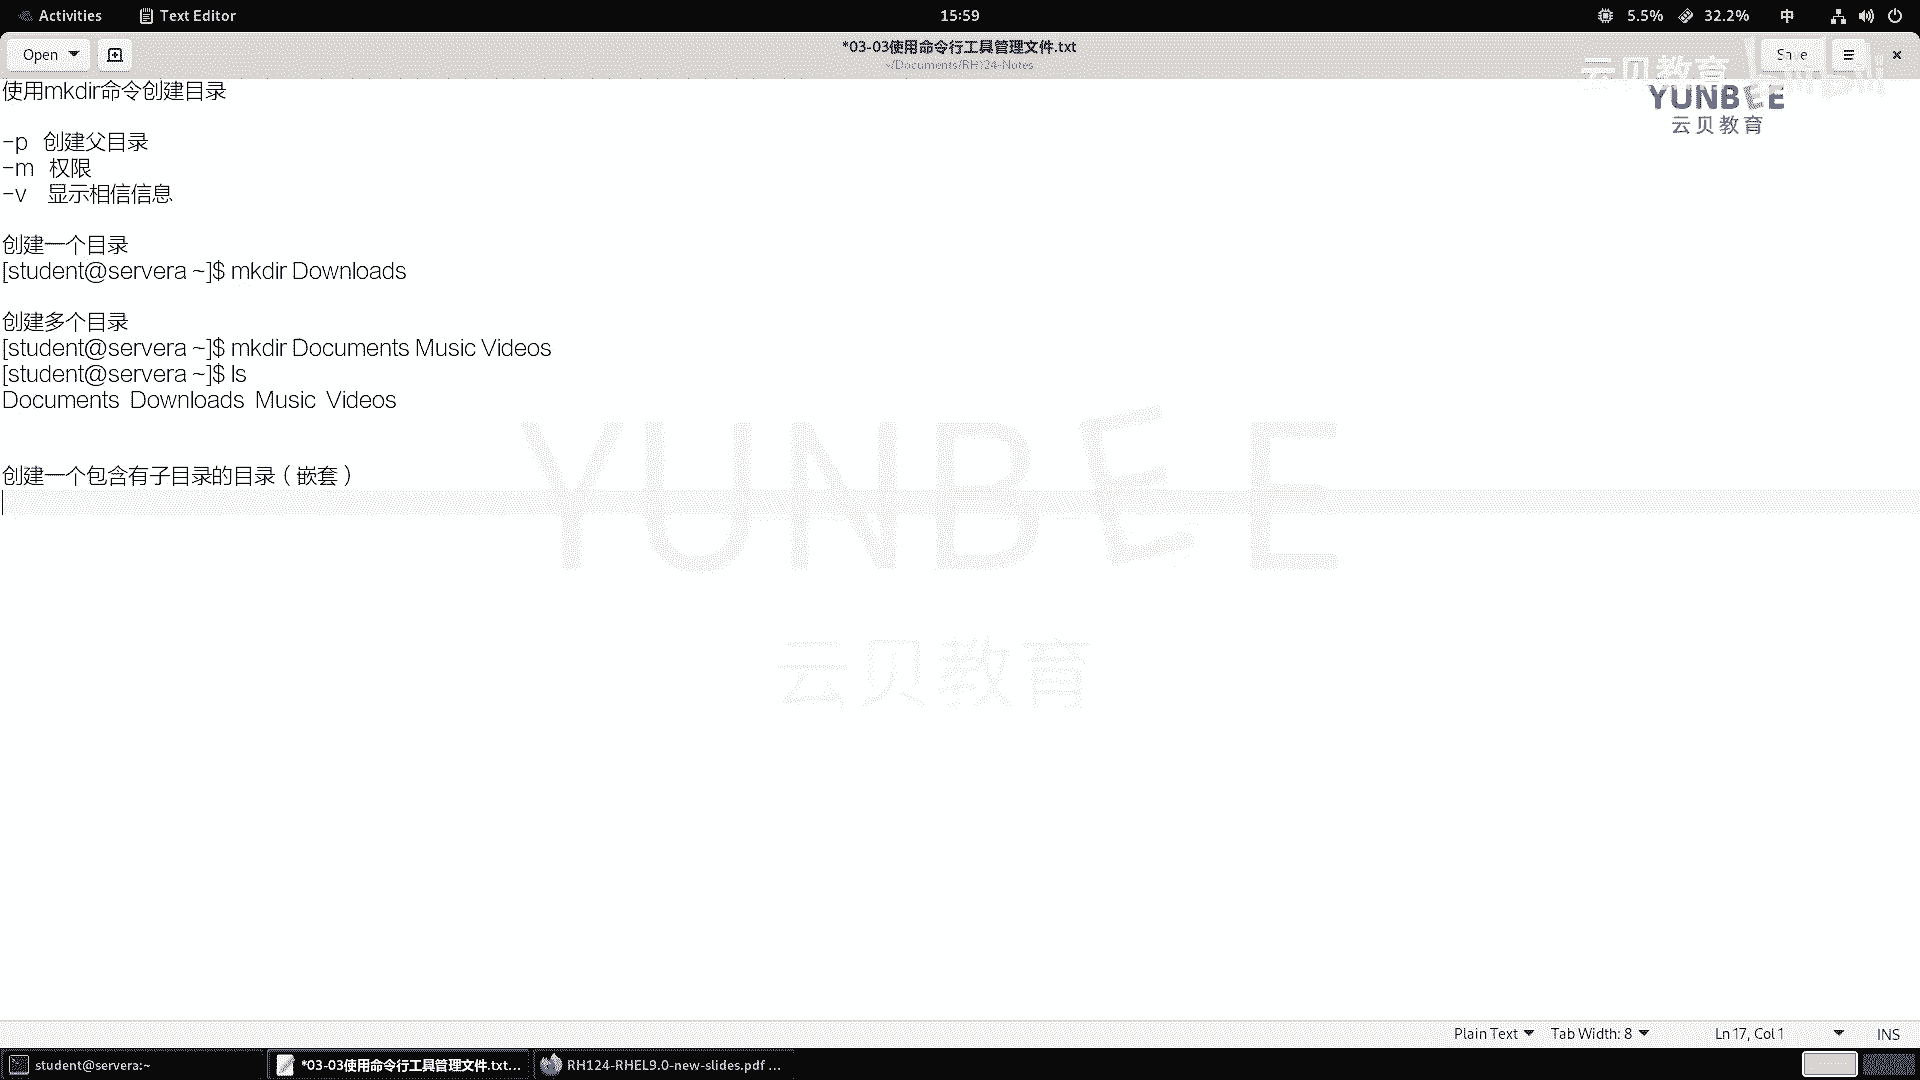 Activities Text Editor 15:59 5.5% 32.2% 中
Open *03-03使用命令行工具管理文件.txt Save
~/Documents/RH124-Notes
云贝教育
YUNBEE
云贝教育
使用mkdir命令创建目录
-p 创建父目录
-m 权限
-v 显示相信信息
创建一个目录
[student@servera ~]$ mkdir Downloads
创建多个目录
[student@servera ~]$ mkdir Documents Music Videos
[student@servera ~]$ ls
Documents Downloads Music Videos
创建一个包含有子目录的目录（嵌套）
YUNBEE
云贝教育
Plain Text Tab Width: 8 Ln 17, Col 1 INS
student@servera:~ *03-03使用命令行工具管理文件.txt... RH124-RHEL9.0-new-slides.pdf ...